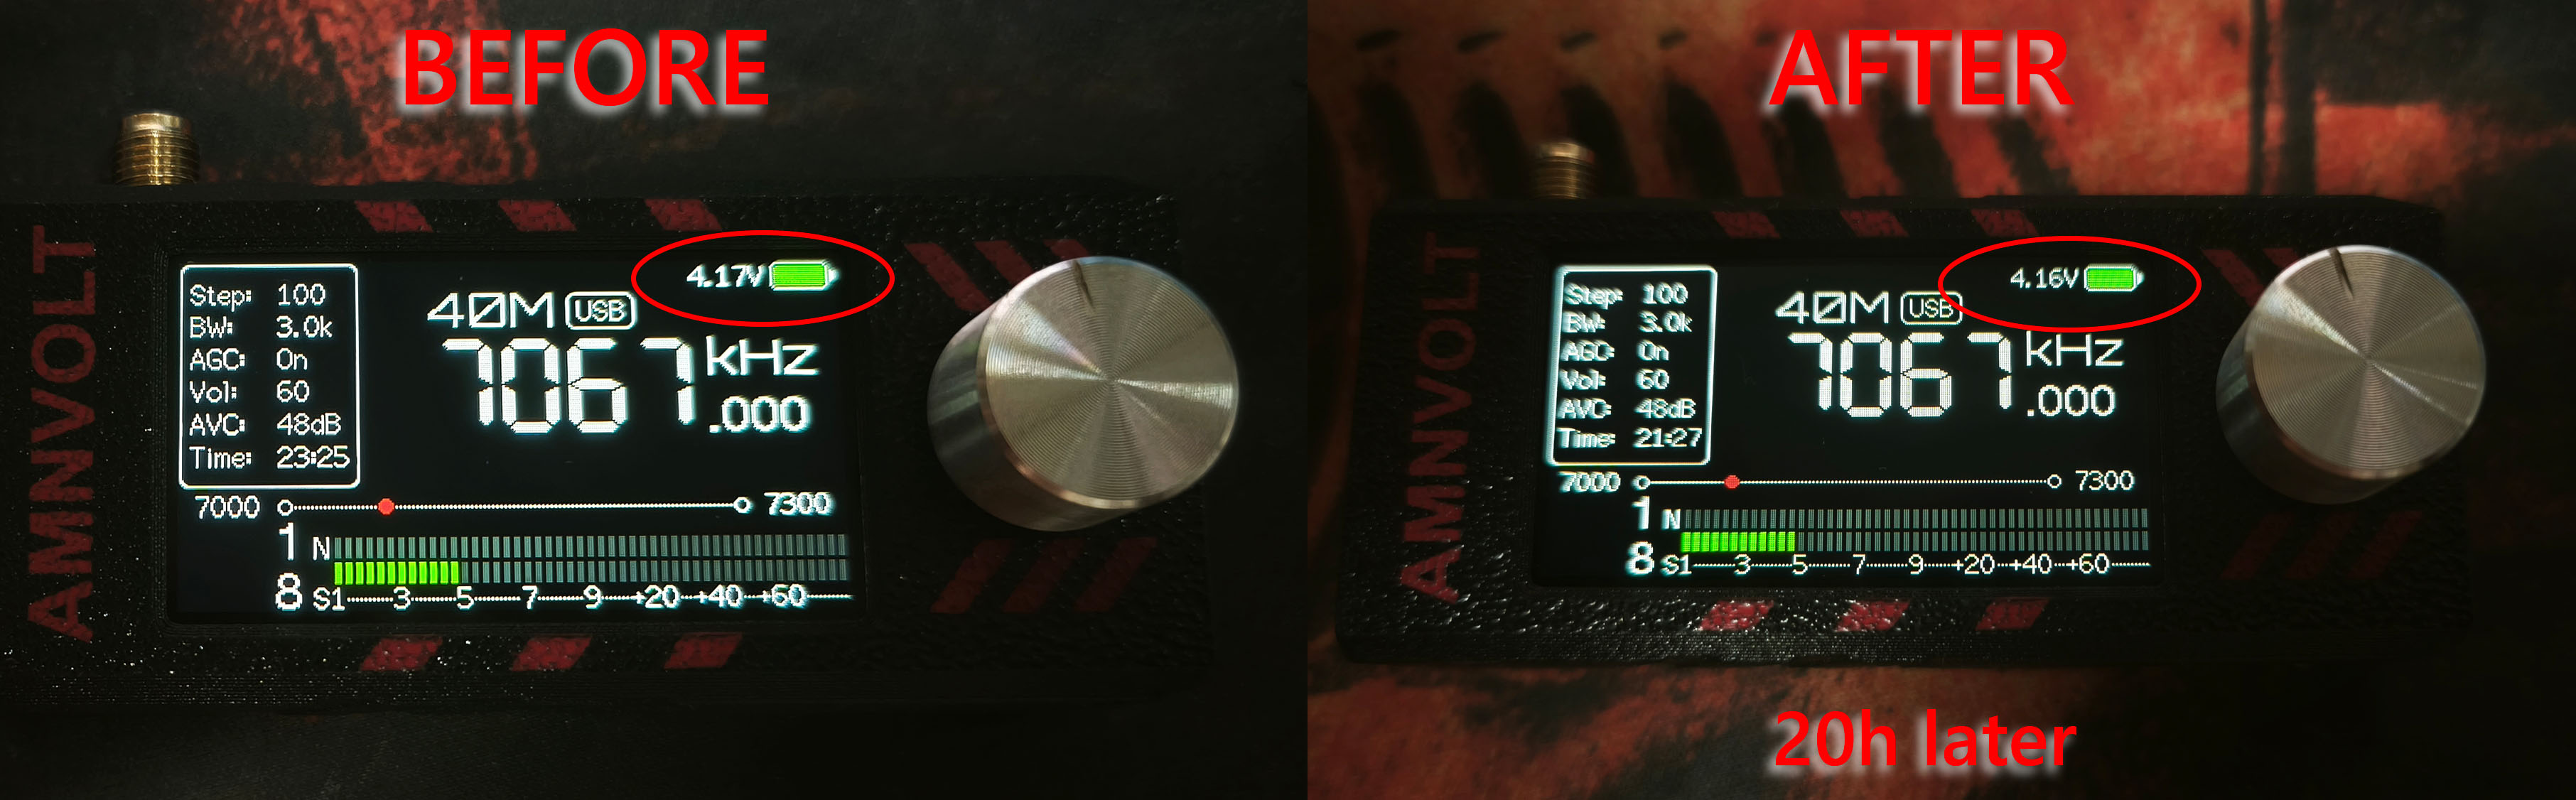 BEFORE
AMNVOLT
4.17V
Step: 100
BW: 3.0k
AGC: On
Vol: 60
AVC: 48dB
Time: 23:25
40M USB
7067 kHz
.000
7000 7300
1 N
8 S1 3 5 7 9 +20 +40 +60
AFTER
AMNVOLT
4.16V
Step: 100
BW: 3.0k
AGC: On
Vol: 60
AVC: 48dB
Time: 21:27
40M USB
7067 kHz
.000
7000 7300
1 N
8 S1 3 5 7 9 +20 +40 +60
20h later